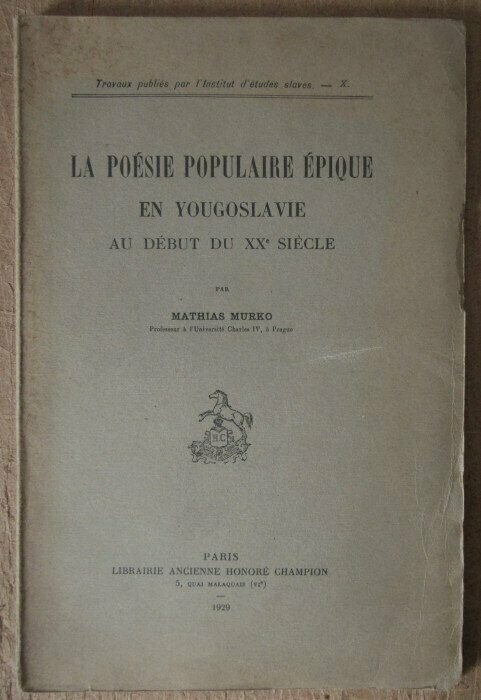 Travaux publiés par l'Institut d'études slaves. — X.
LA POÉSIE POPULAIRE ÉPIQUE
EN YOUGOSLAVIE
AU DÉBUT DU XXe SIÉCLE
PAR
MATHIAS MURKO
Professeur à l'Université Charles IV, à Prague
H.C
PARIS
LIBRAIRIE ANCIENNE HONORÉ CHAMPION
5, QUAI MALAQUAIS (VIe)
—
1929